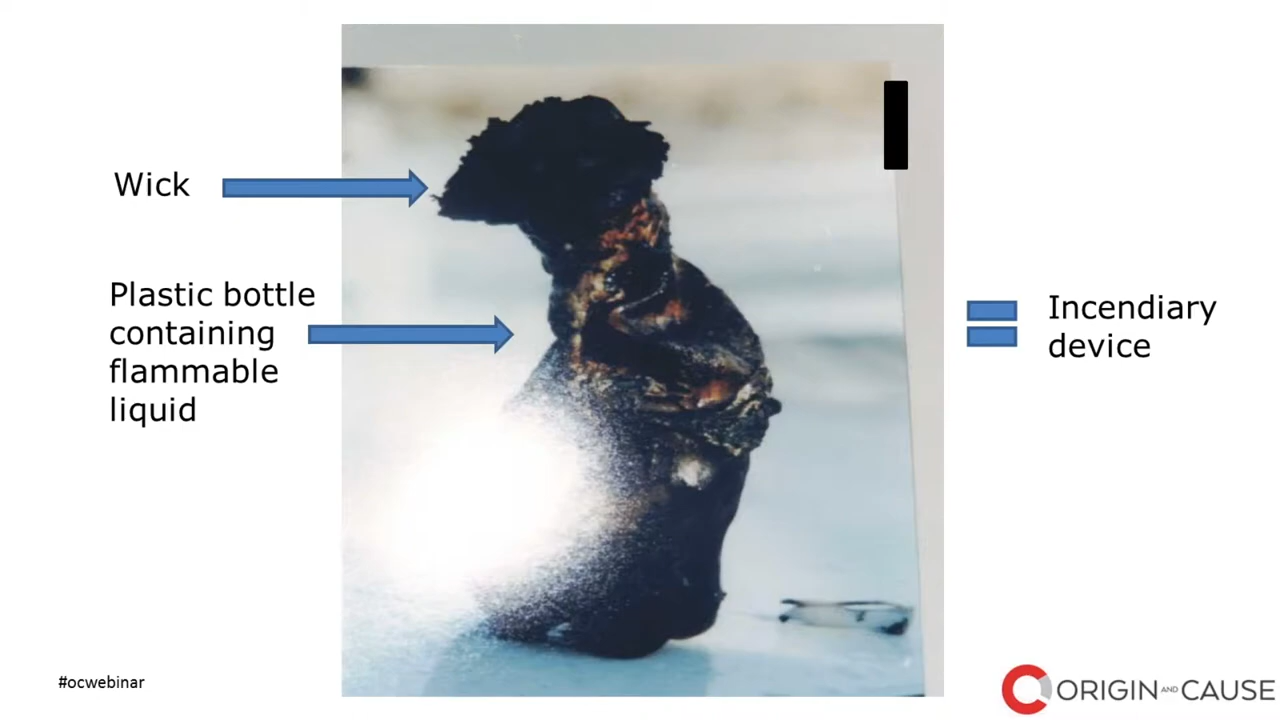 Wick
Plastic bottle
containing
flammable
liquid
Incendiary
device
#ocwebinar
ORIGIN AND CAUSE